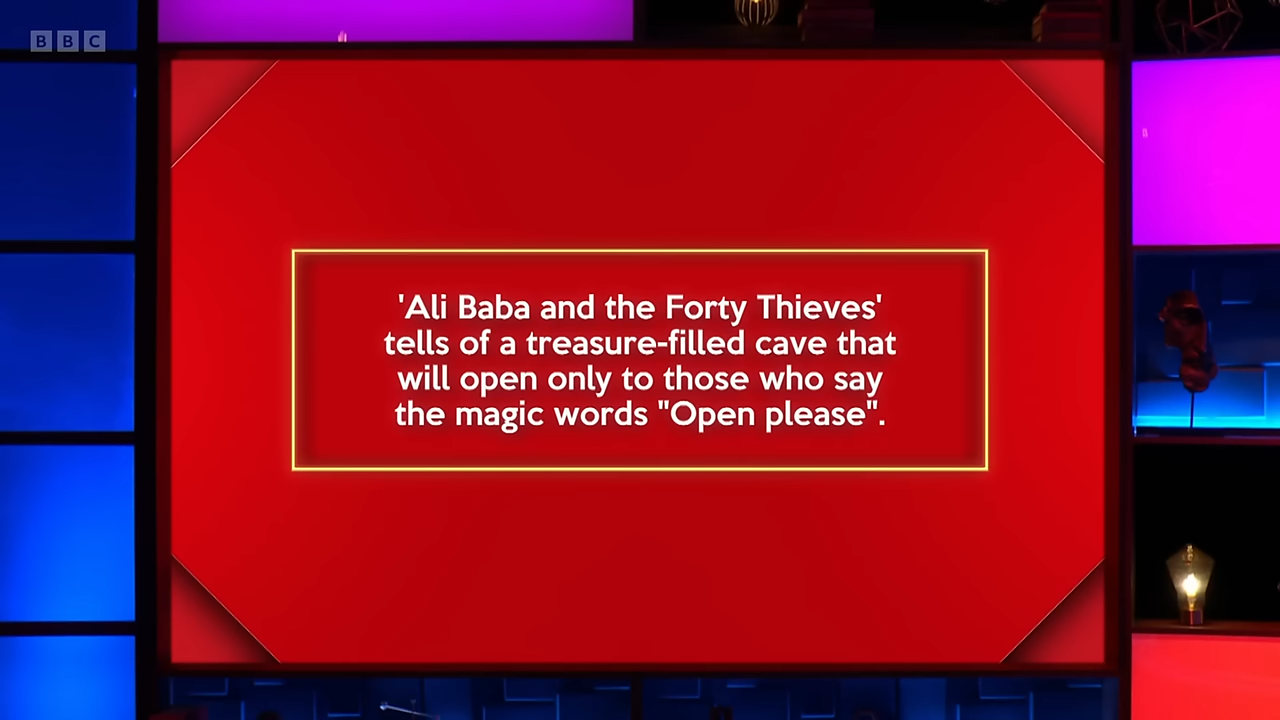 BBC
'Ali Baba and the Forty Thieves'
tells of a treasure-filled cave that
will open only to those who say
the magic words "Open please".